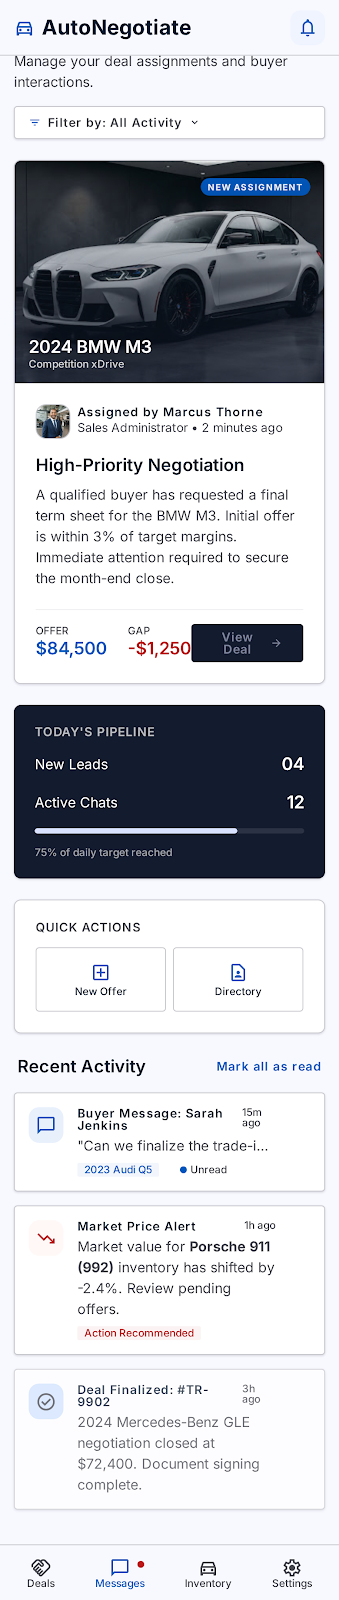 AutoNegotiate
Manage your deal assignments and buyer
interactions.
Filter by: All Activity
NEW ASSIGNMENT
2024 BMW M3
Competition xDrive
Assigned by Marcus Thorne
Sales Administrator • 2 minutes ago
High-Priority Negotiation
A qualified buyer has requested a final
term sheet for the BMW M3. Initial offer
is within 3% of target margins.
Immediate attention required to secure
the month-end close.
OFFER
$84,500
GAP
-$1,250
View
Deal
TODAY'S PIPELINE
New Leads
04
Active Chats
12
75% of daily target reached
QUICK ACTIONS
New Offer
Directory
Recent Activity
Mark all as read
Buyer Message: Sarah
Jenkins
15m
ago
"Can we finalize the trade-i...
2023 Audi Q5
Unread
Market Price Alert
1h ago
Market value for Porsche 911
(992) inventory has shifted by
-2.4%. Review pending
offers.
Action Recommended
Deal Finalized: #TR-
9902
3h
ago
2024 Mercedes-Benz GLE
negotiation closed at
$72,400. Document signing
complete.
Deals
Messages
Inventory
Settings